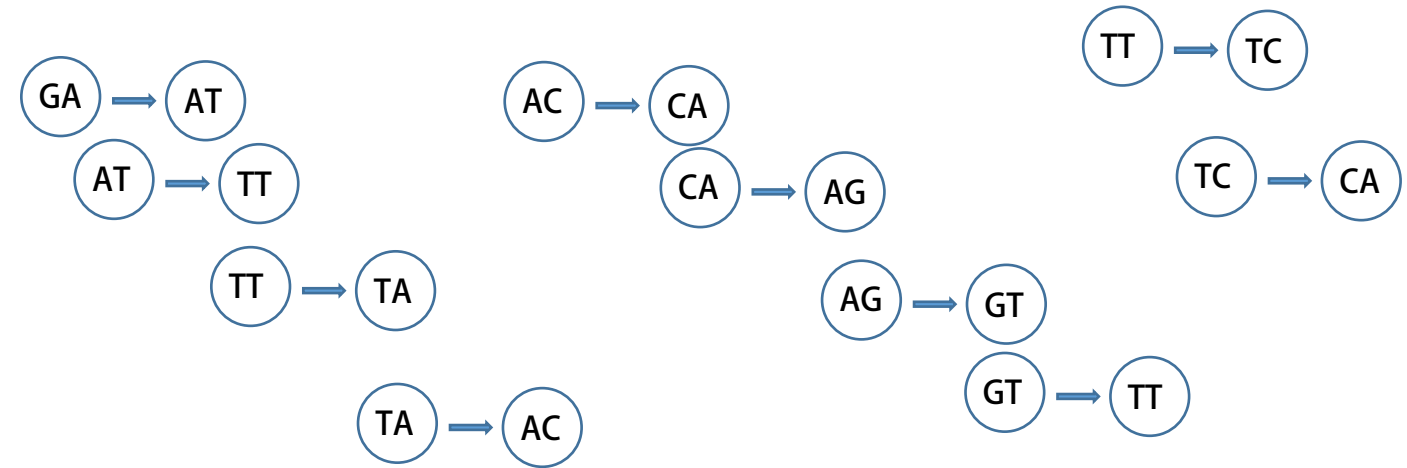 GA AT
AT TT
TT TA
TA AC
AC CA
CA AG
AG GT
GT TT
TT TC
TC CA